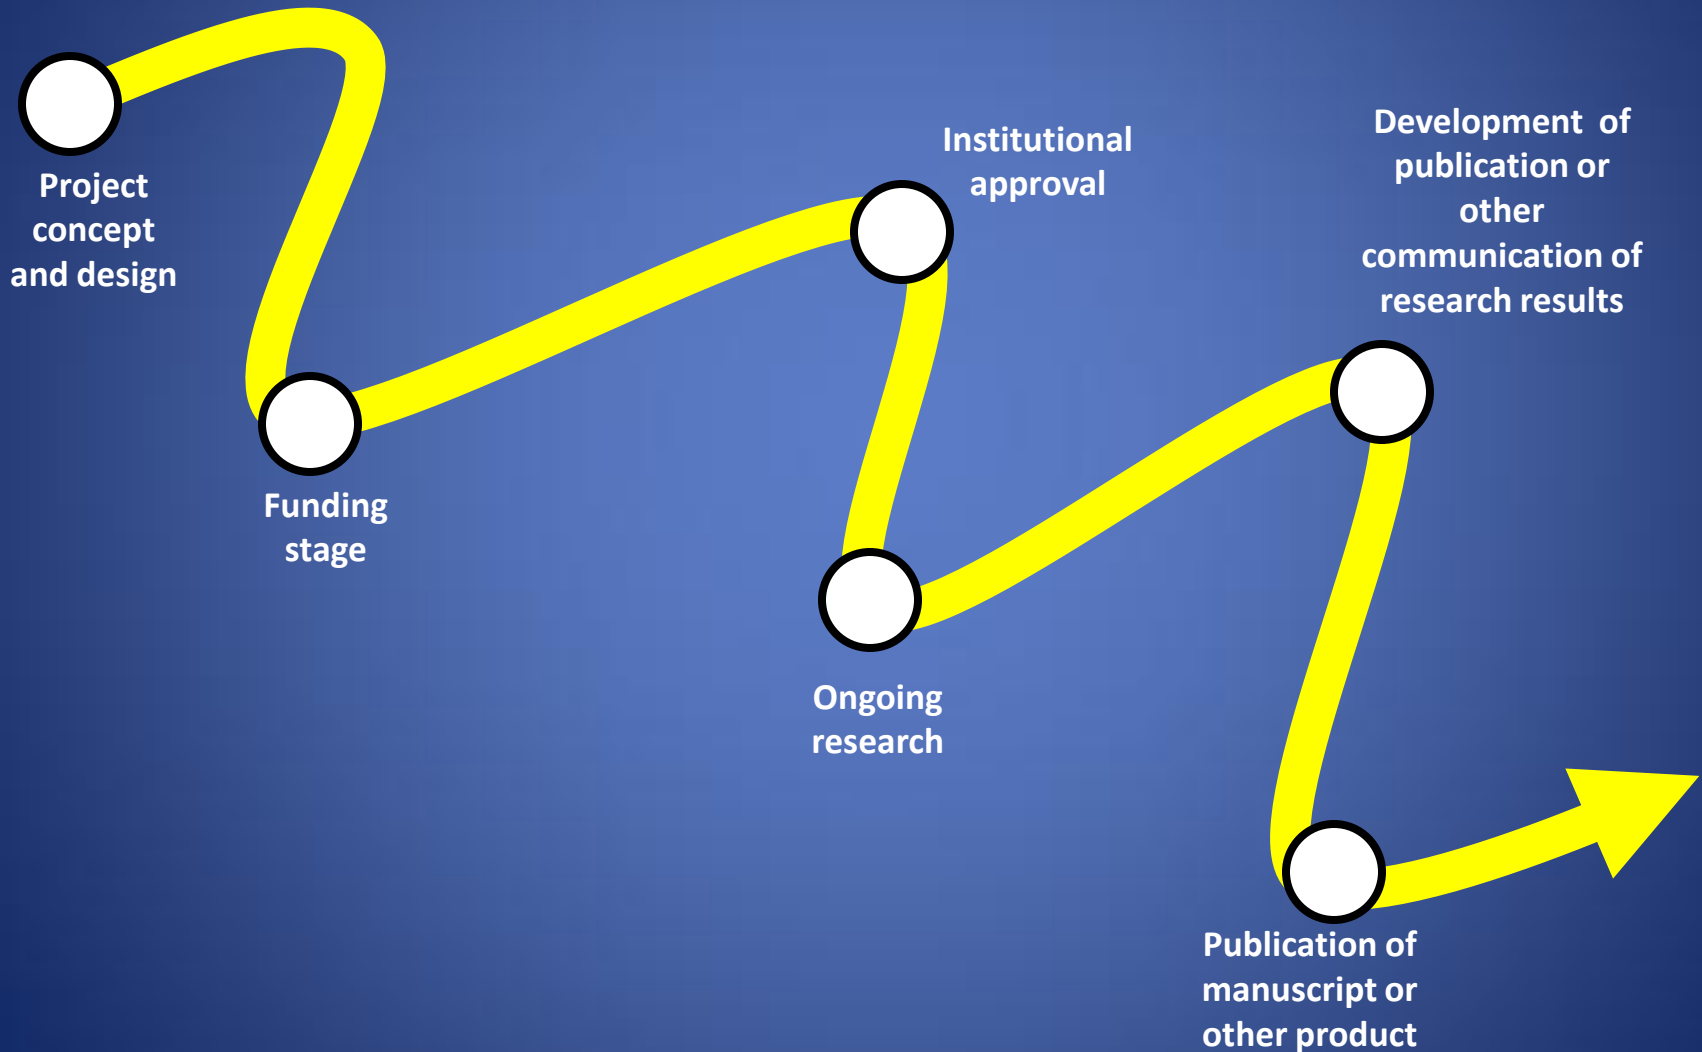 Project
concept
and design
Funding
stage
Institutional
approval
Ongoing
research
Development  of
publication or
other
communication of
research results
Publication of
manuscript or
other product